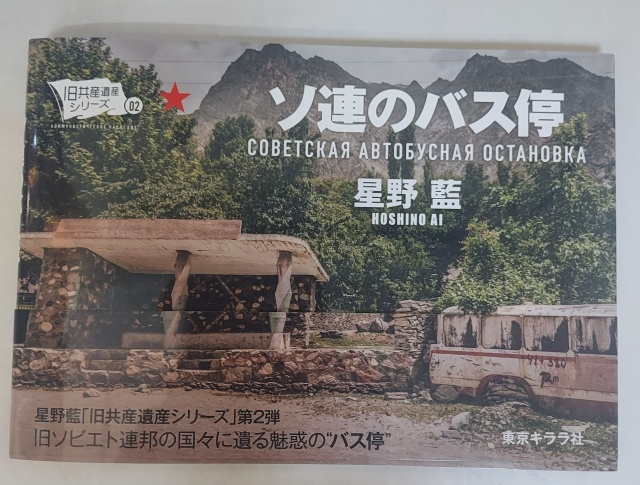 旧共産遺産
シリーズ 02
ソ連のバス停
СОВЕТСКАЯ АВТОБУСНАЯ ОСТАНОВКА
星野 藍
HOSHINO AI
星野藍「旧共産遺産シリーズ」第2弾
旧ソビエト連邦の国々に遺る魅惑の“バス停”
東京キララ社